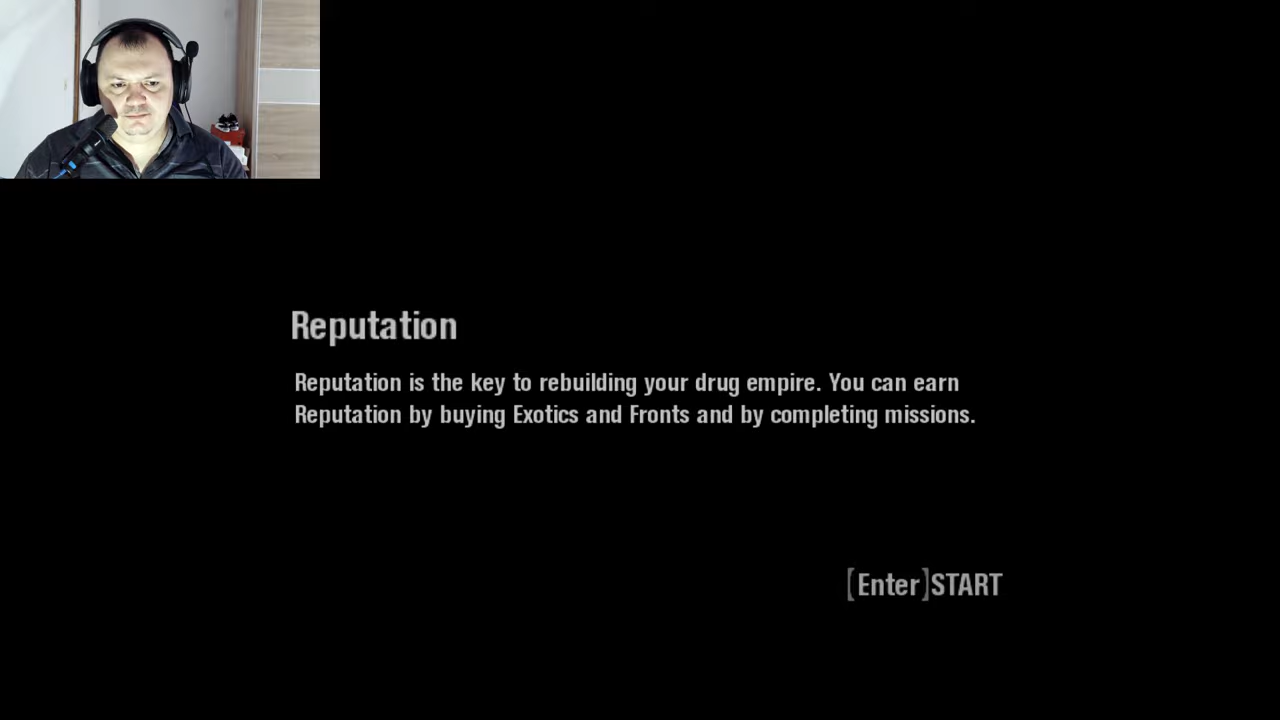 Reputation
Reputation is the key to rebuilding your drug empire. You can earn
Reputation by buying Exotics and Fronts and by completing missions.
[Enter]START